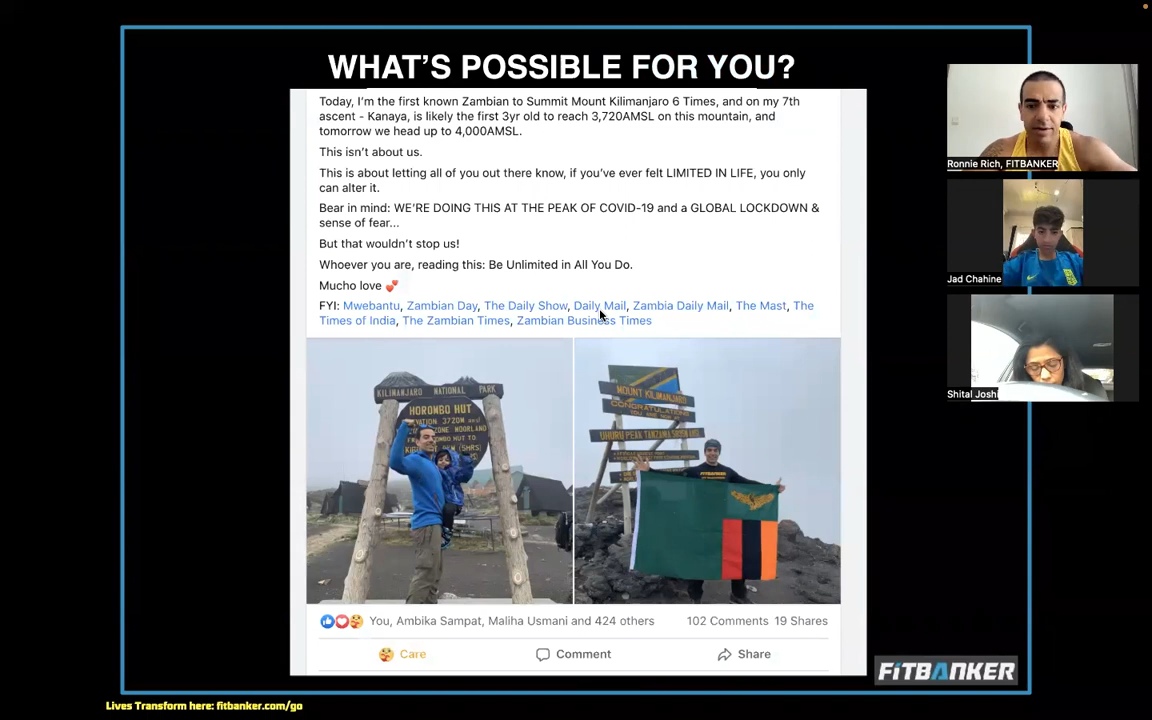 WHAT'S POSSIBLE FOR YOU?
Today, I'm the first known Zambian to Summit Mount Kilimanjaro 6 Times, and on my 7th
ascent - Kanaya, is likely the first 3yr old to reach 3,720AMSL on this mountain, and
tomorrow we head up to 4,000AMSL.
This isn't about us.
This is about letting all of you out there know, if you've ever felt LIMITED IN LIFE, you only
can alter it.
Bear in mind: WE'RE DOING THIS AT THE PEAK OF COVID-19 and a GLOBAL LOCKDOWN &
sense of fear...
But that wouldn't stop us!
Whoever you are, reading this: Be Unlimited in All You Do.
Mucho love 💕
FYI: Mwebantu, Zambian Day, The Daily Show, Daily Mail, Zambia Daily Mail, The Mast, The
Times of India, The Zambian Times, Zambian Business Times
KILIMANJARO NATIONAL PARK
HOROMBO HUT
MOUNT KILIMANJARO
CONGRATULATIONS
UHURU PEAK TANZANIA
FITBANKER
You, Ambika Sampat, Maliha Usmani and 424 others
102 Comments 19 Shares
Care
Comment
Share
FITBANKER
Lives Transform here: fitbanker.com/go
Ronnie Rich, FITBANKER
Jad Chahine
Shital Joshi